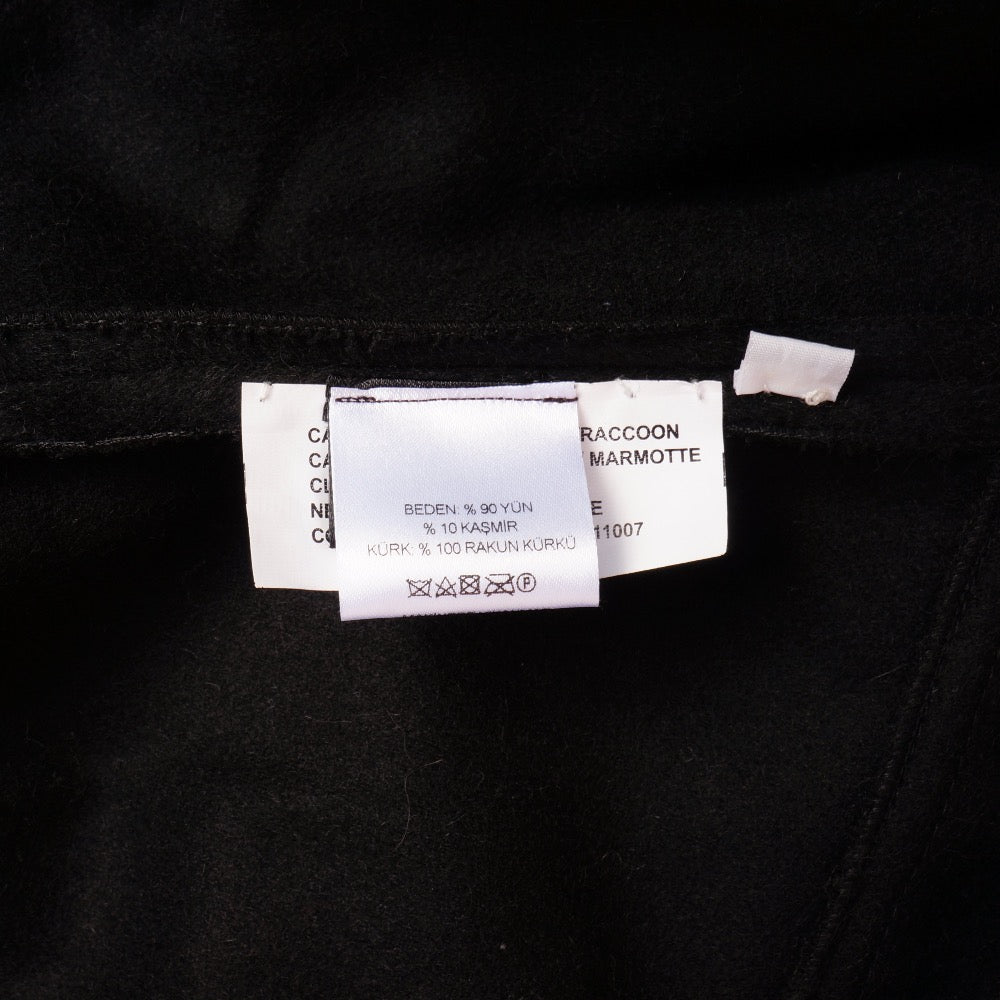 RACCOON
MARMOTTE
11007
BEDEN: % 90 YÜN
% 10 KAŞMİR
KÜRK: % 100 RAKUN KÜRKÜ
P